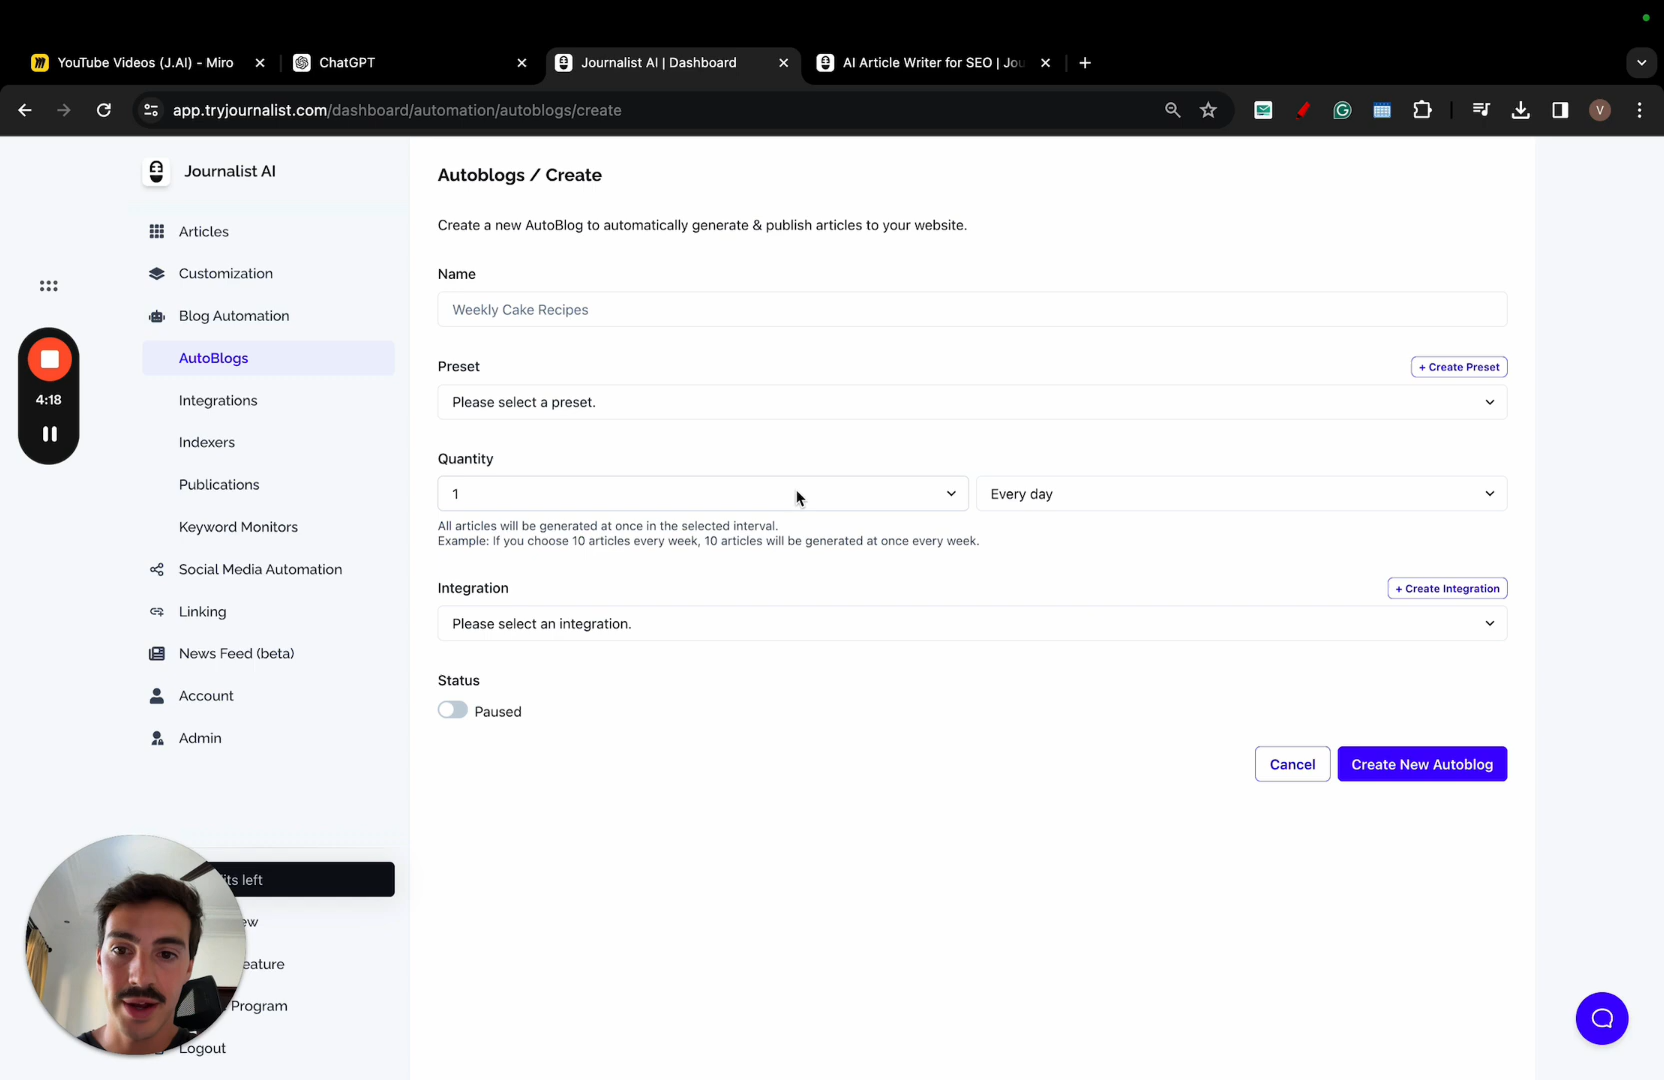 YouTube Videos (J.AI) - Miro
ChatGPT
Journalist AI | Dashboard
AI Article Writer for SEO | Jou
app.tryjournalist.com/dashboard/automation/autoblogs/create
V
Journalist AI
Articles
Customization
Blog Automation
AutoBlogs
Integrations
Indexers
Publications
Keyword Monitors
Social Media Automation
Linking
News Feed (beta)
Account
Admin
its left
ew
eature
Program
Logout
4:18
Autoblogs / Create
Create a new AutoBlog to automatically generate & publish articles to your website.
Name
Weekly Cake Recipes
Preset
+ Create Preset
Please select a preset.
Quantity
1
Every day
All articles will be generated at once in the selected interval.
Example: If you choose 10 articles every week, 10 articles will be generated at once every week.
Integration
+ Create Integration
Please select an integration.
Status
Paused
Cancel
Create New Autoblog